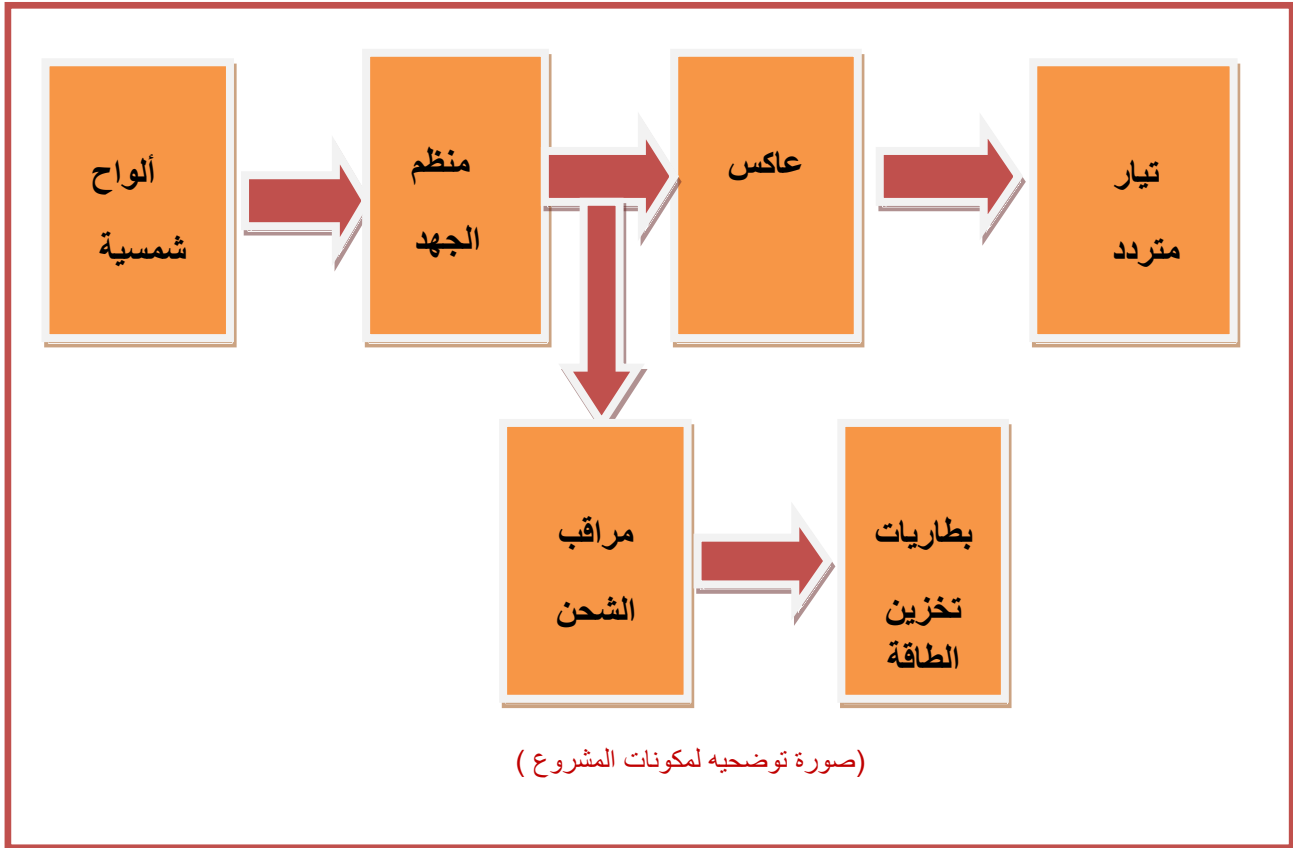 ألواح
شمسية
منظم
الجهد
عاكس
تيار
متردد
مراقب
الشحن
بطاريات
تخزين
الطاقة
(صورة توضحيه لمكونات المشروع )